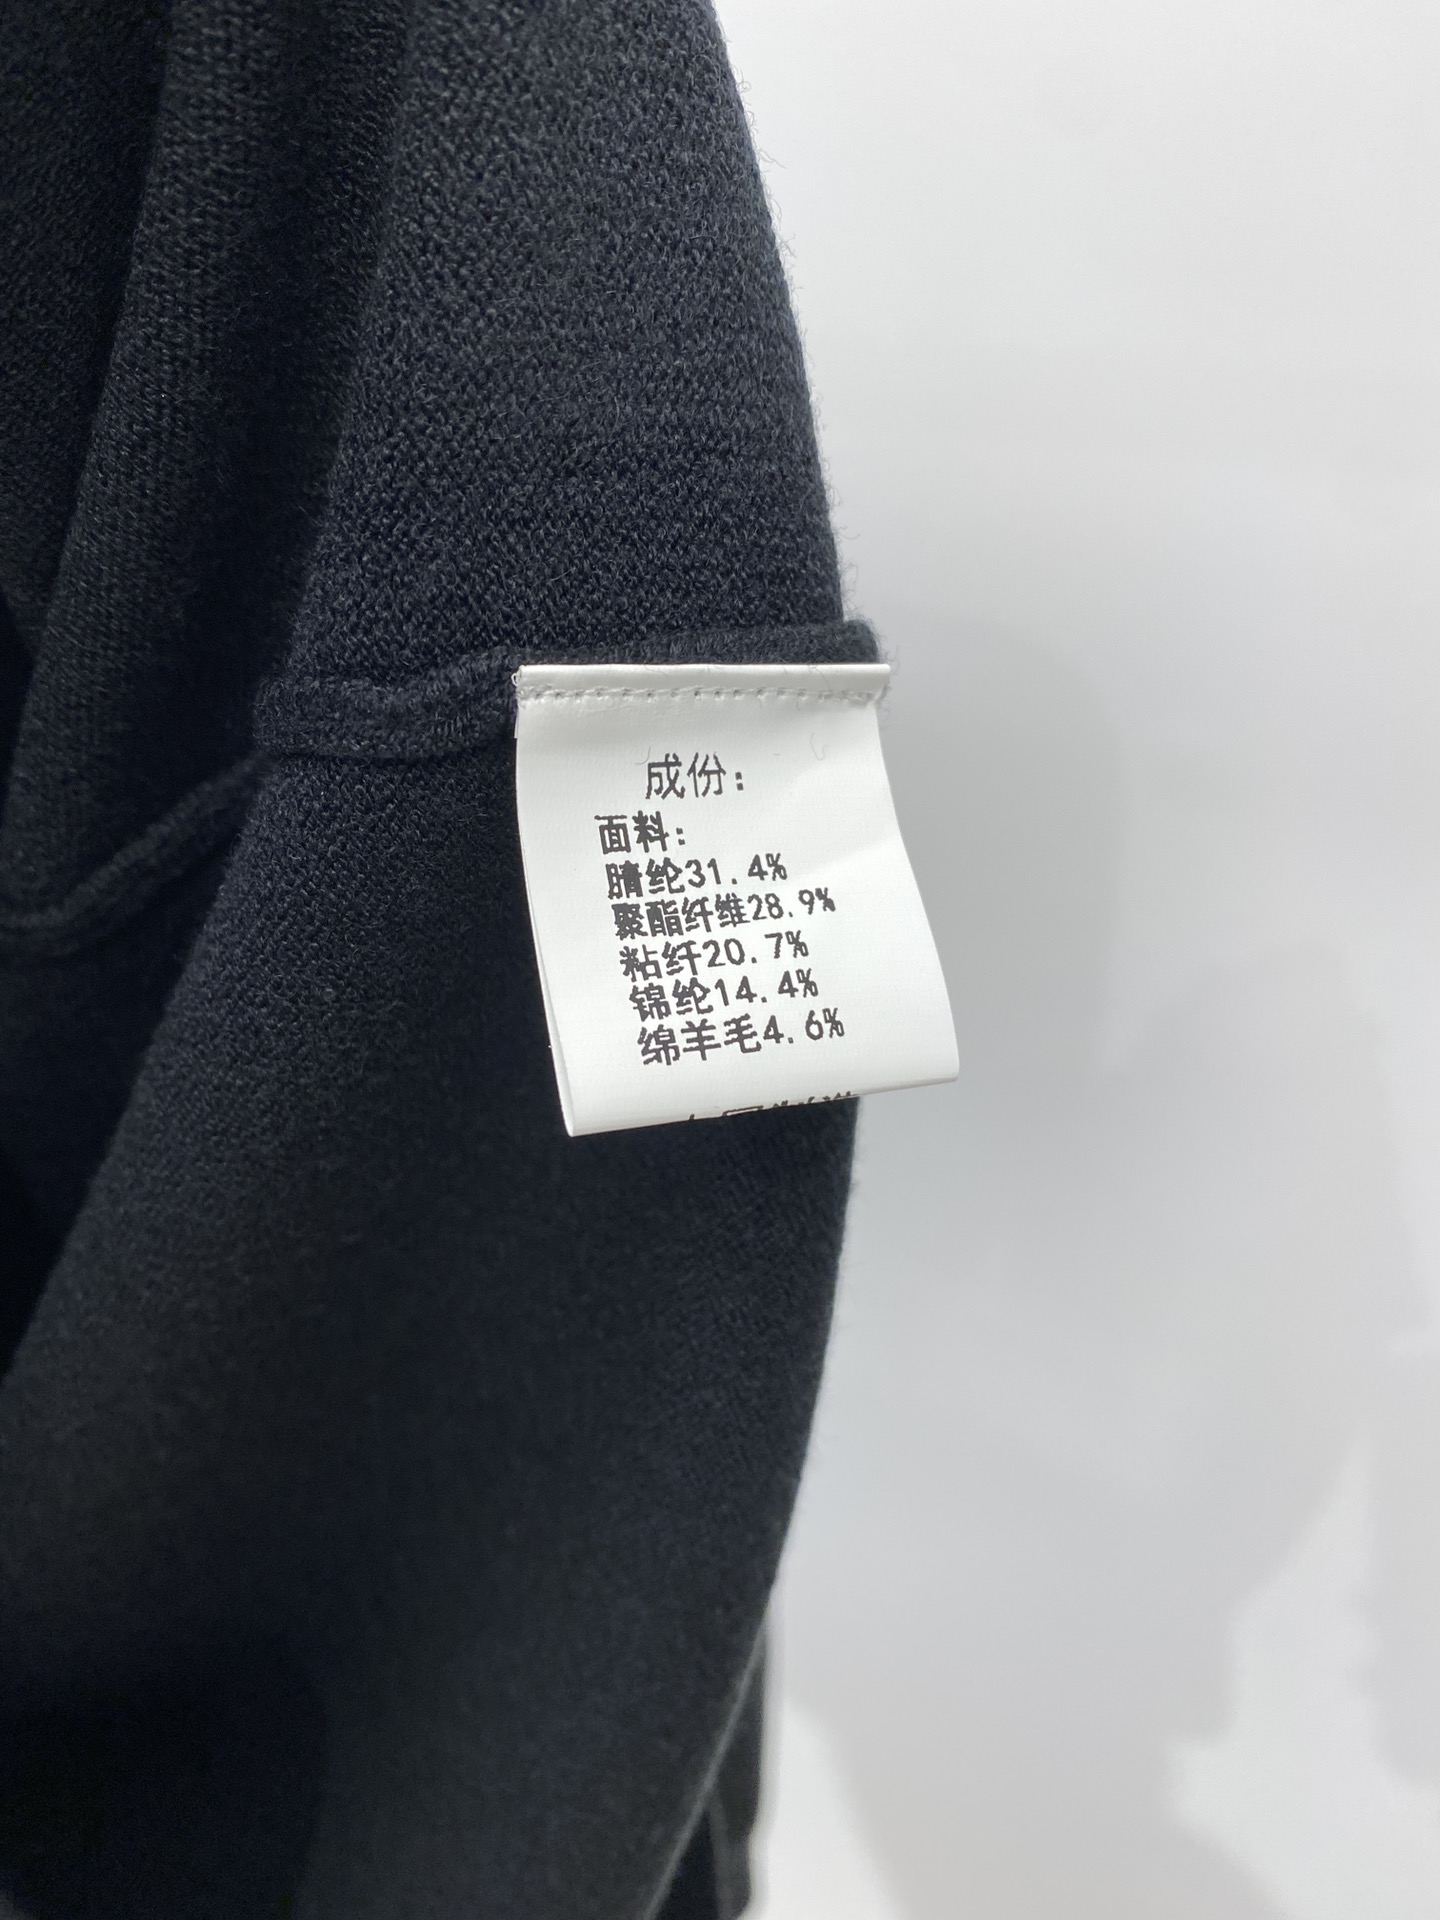 成份：
面料：
腈纶31.4%
聚酯纤维28.9%
粘纤20.7%
锦纶14.4%
绵羊毛4.6%